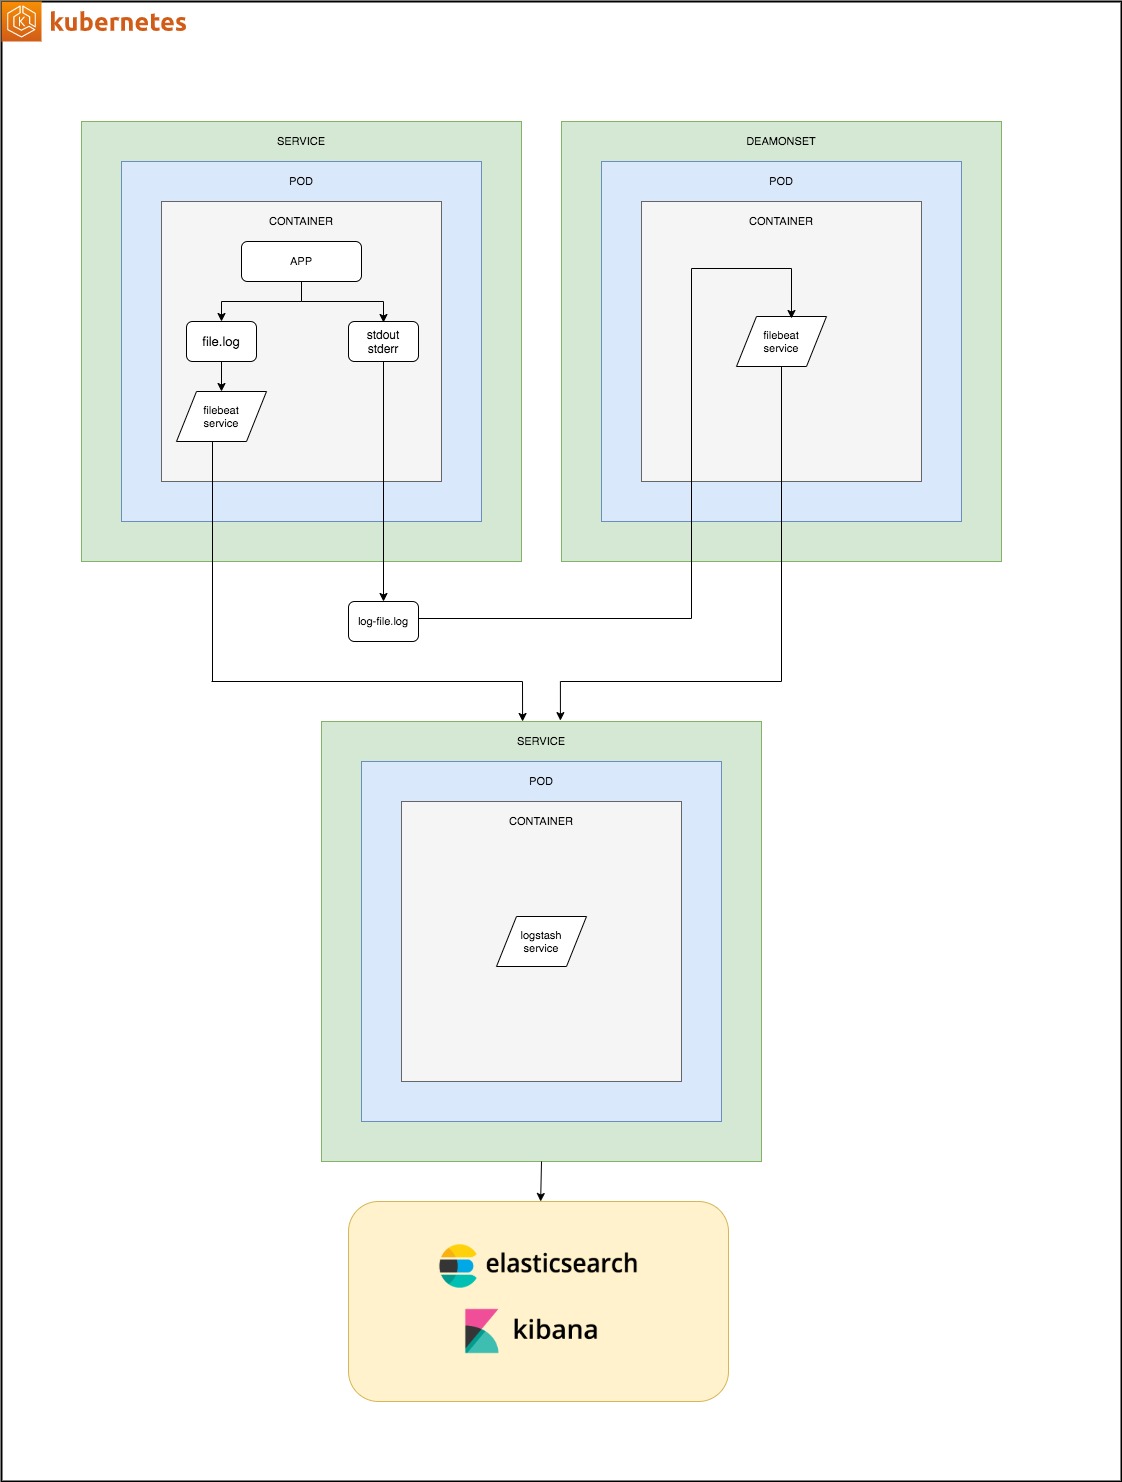 kubernetes
SERVICE
POD
CONTAINER
APP
file.log
stdout
stderr
filebeat
service
DEAMONSET
POD
CONTAINER
filebeat
service
log-file.log
SERVICE
POD
CONTAINER
logstash
service
elasticsearch
kibana